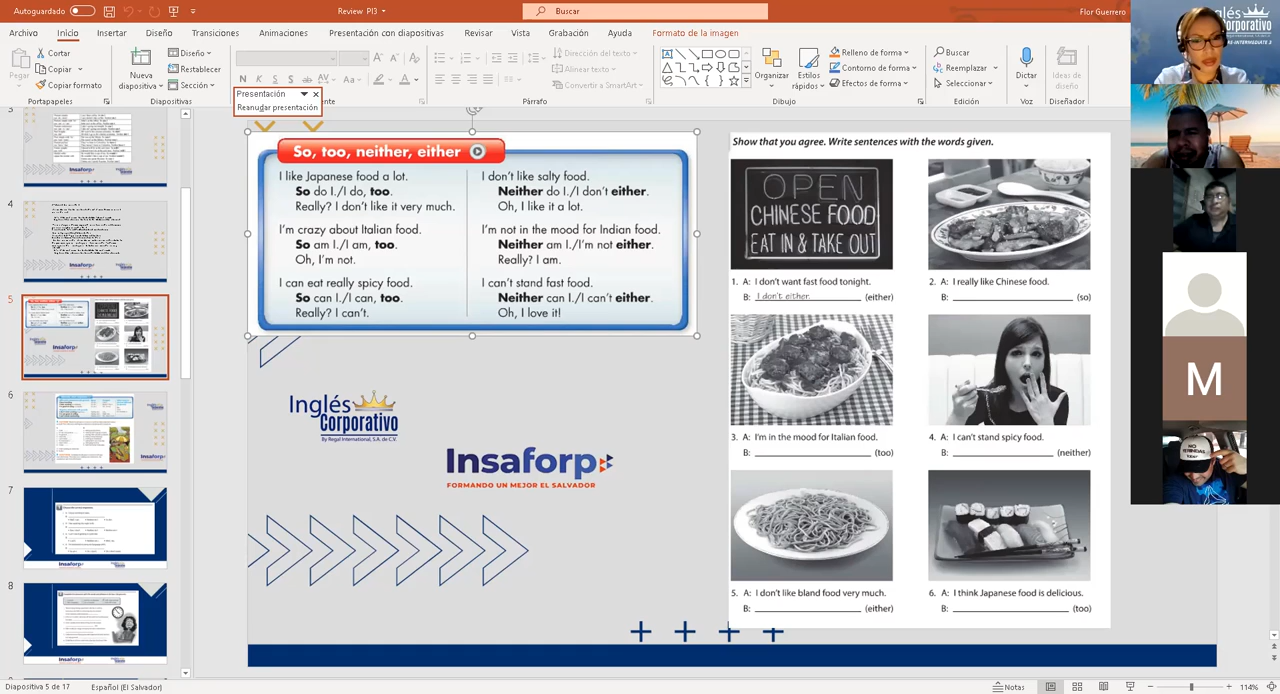 Autoguardado
Review PI3
Buscar
Flor Guerrero
Archivo Inicio Insertar Diseño Transiciones Animaciones Presentación con diapositivas Revisar Vista Grabación Ayuda Formato de la imagen
Pegar
Cortar
Copiar
Copiar formato
Portapapeles
Nueva diapositiva
Diseño
Restablecer
Sección
Diapositivas
N K S S
Presentación
Reanudar presentación
Párrafo
Dirección del texto
Alinear texto
Convertir a SmartArt
Organizar
Estilos rápidos
Relleno de forma
Contorno de forma
Efectos de forma
Dibujo
Buscar
Reemplazar
Seleccionar
Edición
Dictar
Voz
Ideas de diseño
Diseñador
Inglés
Corporativo
3
4
5
6
7
8
So, too, neither, either
I like Japanese food a lot.
So do I./I do, too.
Really? I don't like it very much.
I'm crazy about Italian food.
So am I./I am, too.
Oh, I'm not.
I can eat really spicy food.
So can I./I can, too.
Really? I can't.
I don't like salty food.
Neither do I./I don't either.
Oh, I like it a lot.
I'm not in the mood for Indian food.
Neither am I./I'm not either.
Really? I am.
I can't stand fast food.
Neither can I./I can't either.
Oh, I love it!
Inglés
Corporativo
By Regal International, S.A. de C.V.
Insaforp
FORMANDO UN MEJOR EL SALVADOR
Show that you agree. Write sentences with the words given.
OPEN
CHINESE FOOD
EAT IN & TAKE OUT
1. A: I don't want fast food tonight.
B: I don't either. (either)
2. A: I really like Chinese food.
B: (so)
3. A: I'm in the mood for Italian food.
B: (too)
4. A: I can't stand spicy food.
B: (neither)
5. A: I don't like bland food very much.
B: (either)
6. A: I think Japanese food is delicious.
B: (too)
M
Diapositiva 5 de 17 Español (El Salvador)
Notas
114%